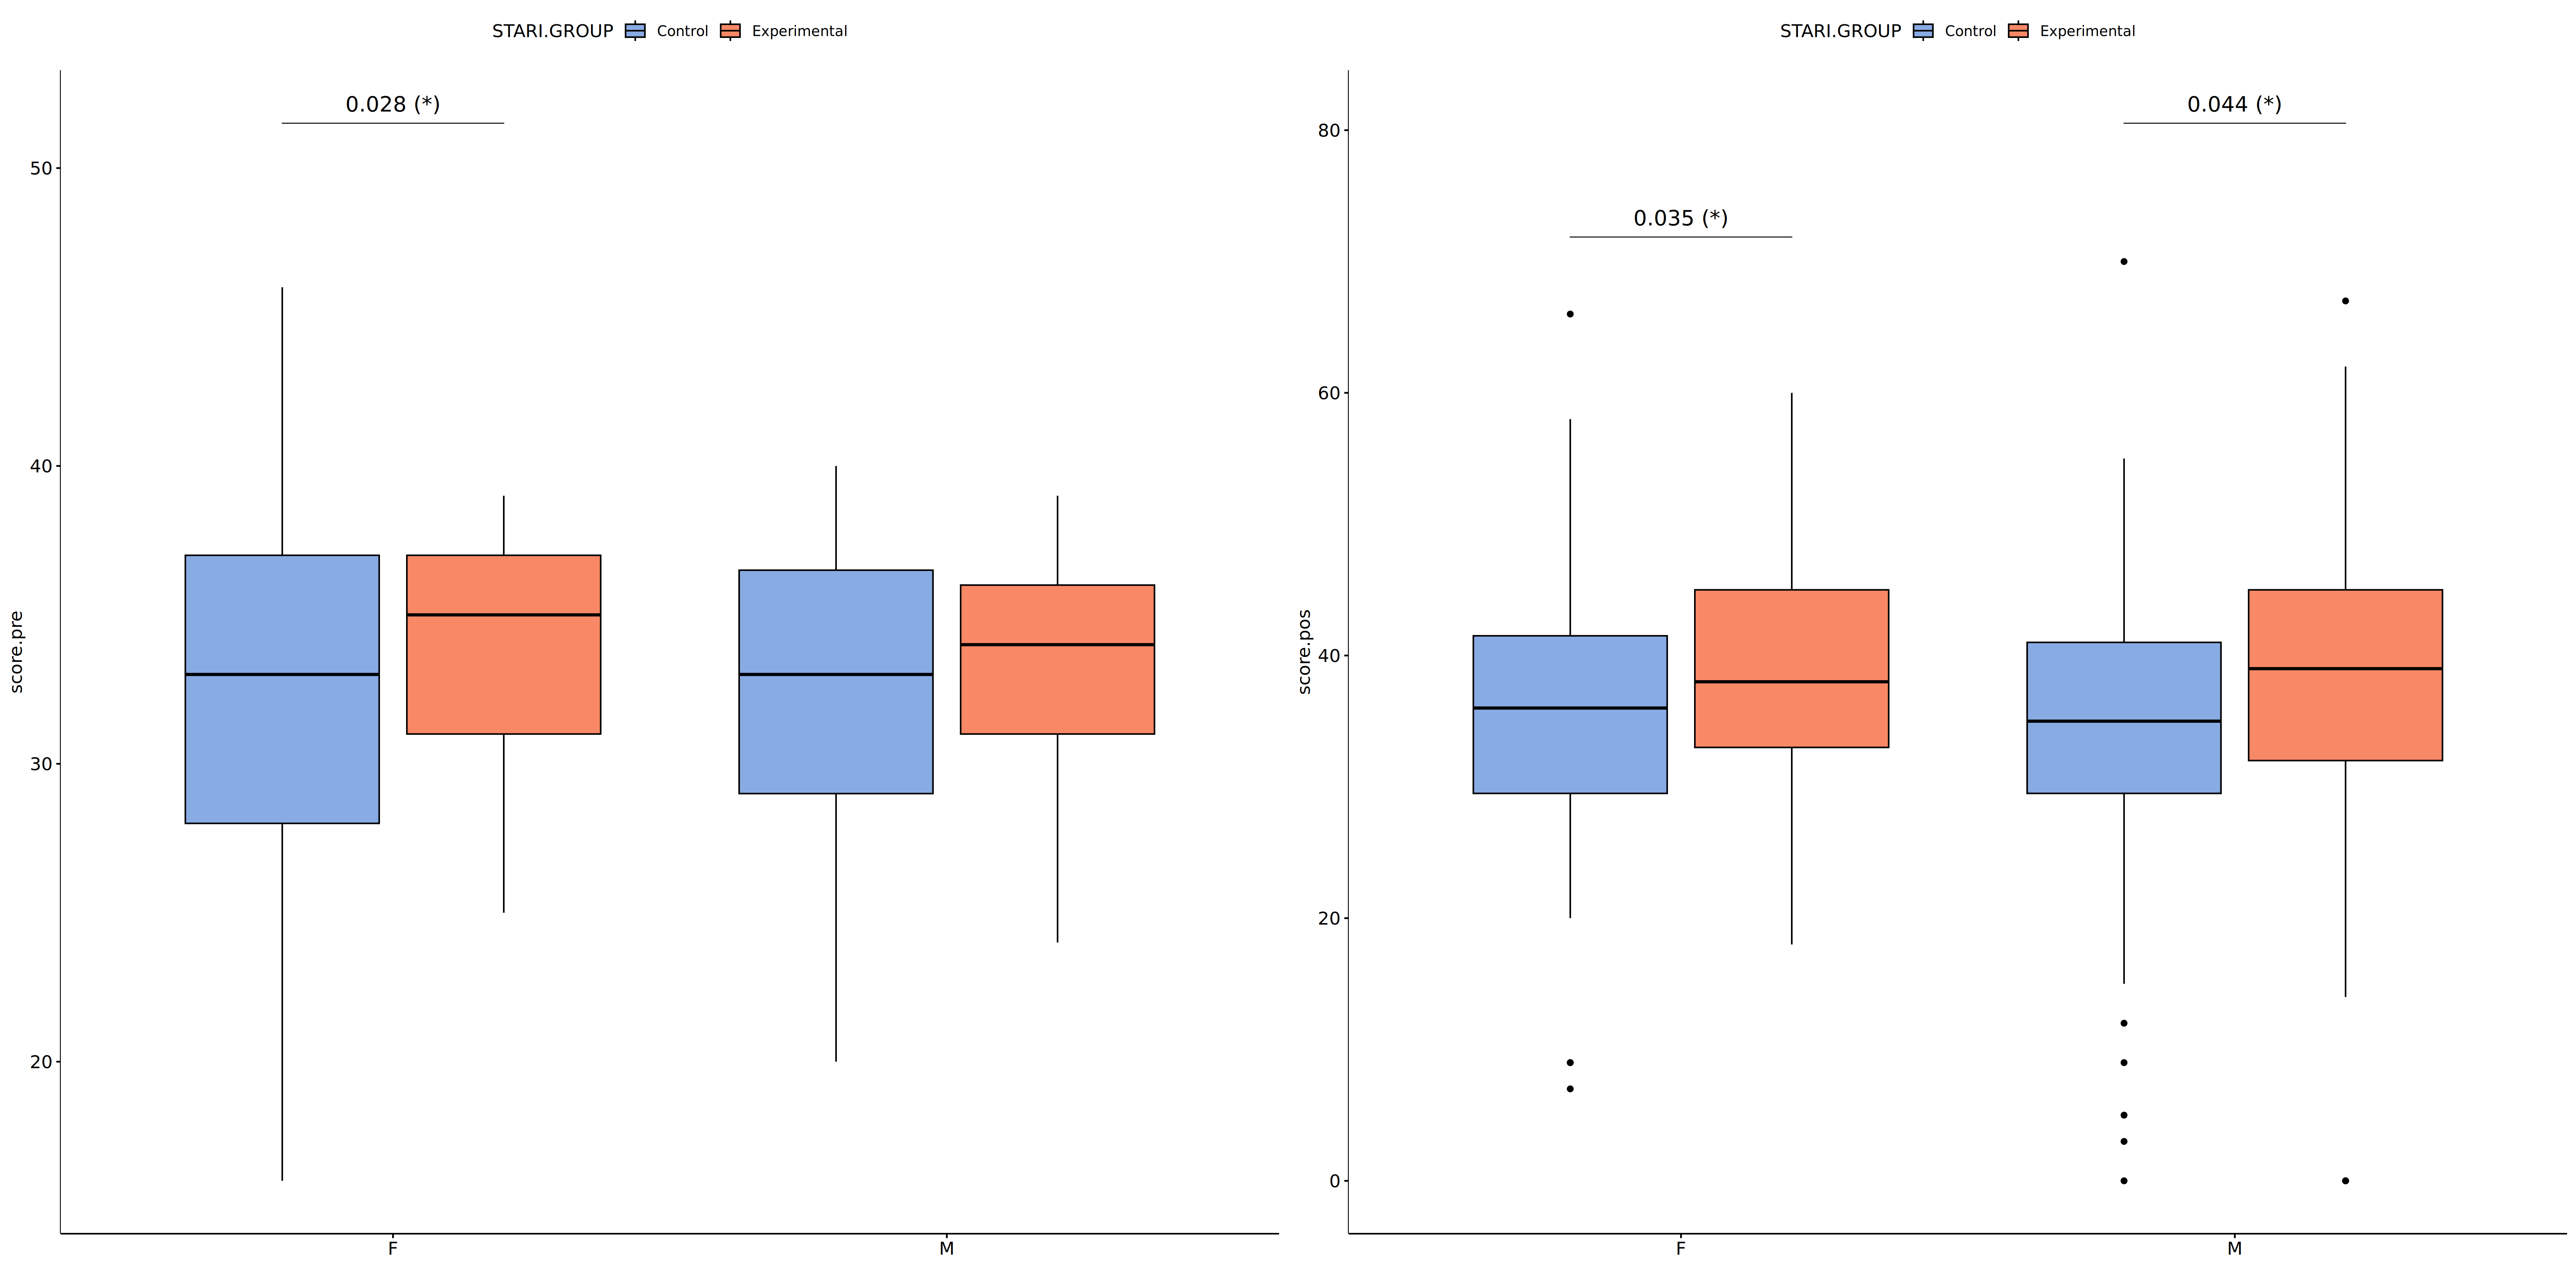 STARI.GROUP Control Experimental
0.028 (*)
50
40
30
20
score.pre
F M
STARI.GROUP Control Experimental
0.044 (*)
0.035 (*)
80
60
40
20
0
score.pos
F M